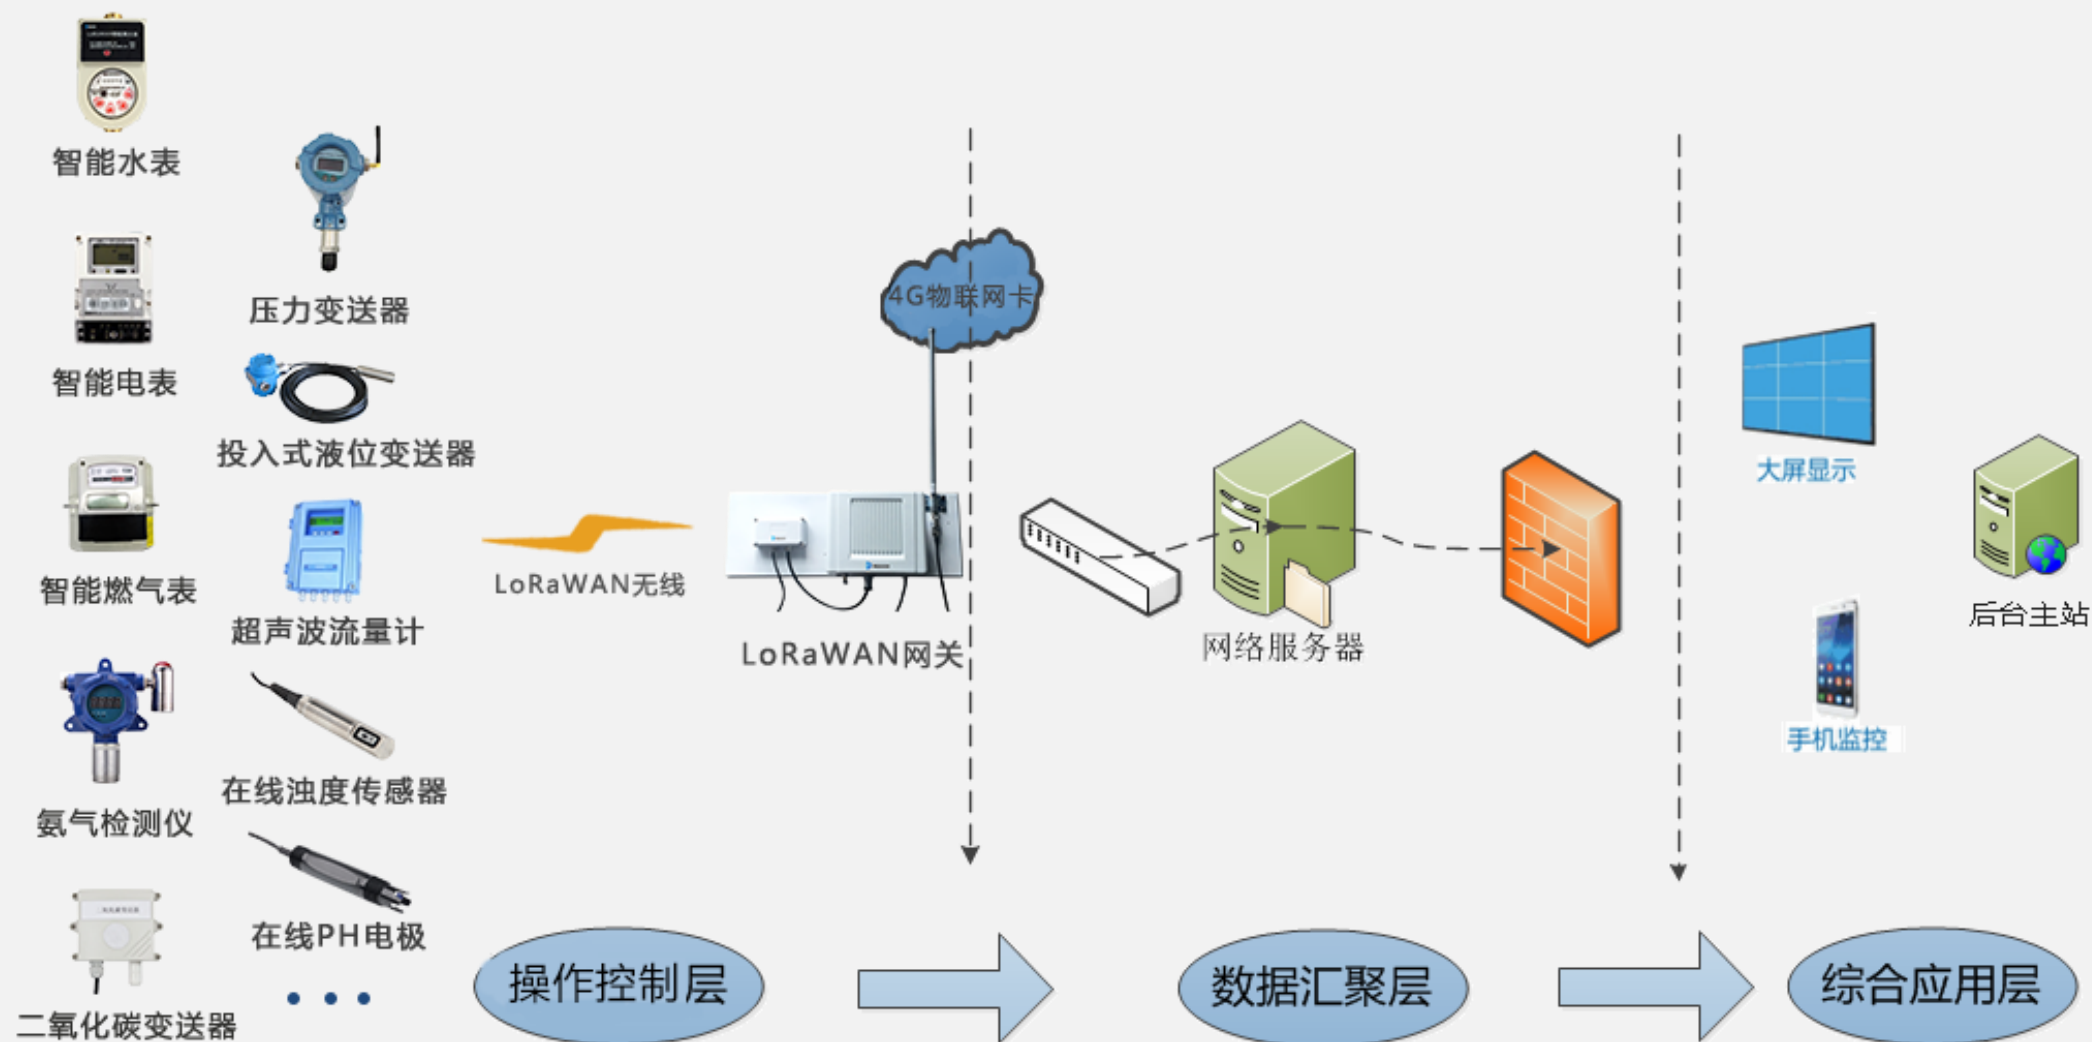 智能水表
压力变送器
智能电表
投入式液位变送器
智能燃气表
超声波流量计
氨气检测仪
在线浊度传感器
二氧化碳变送器
在线PH电极
LoRaWAN无线
4G物联网卡
LoRaWAN网关
网络服务器
大屏显示
手机监控
后台主站
操作控制层
数据汇聚层
综合应用层